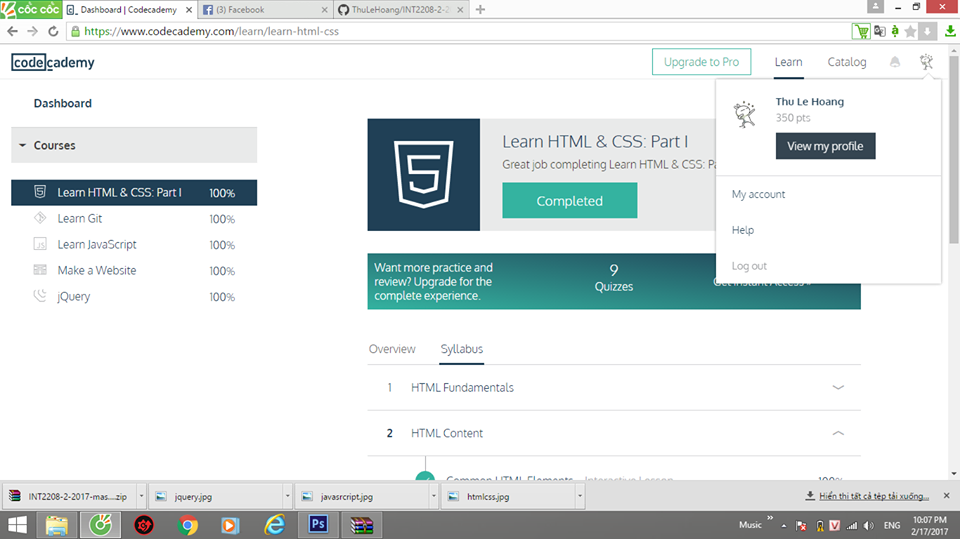 CỐC CỐC
Dashboard | Codecademy
(3) Facebook
ThuLeHoang/INT2208-2-2
https://www.codecademy.com/learn/learn-html-css
codecademy
Upgrade to Pro
Learn
Catalog
Dashboard
Thu Le Hoang
350 pts
View my profile
My account
Help
Log out
Courses
Learn HTML & CSS: Part I 100%
Learn Git 100%
Learn JavaScript 100%
Make a Website 100%
jQuery 100%
Learn HTML & CSS: Part I
Great job completing Learn HTML & CSS: Pa
Completed
Want more practice and
review? Upgrade for the
complete experience.
9
Quizzes
Get Instant Access »
Overview
Syllabus
1 HTML Fundamentals
2 HTML Content
Common HTML Elements Interactive Lesson 100%
INT2208-2-2017-mas....zip
jquery.jpg
javasrcript.jpg
htmlcss.jpg
Hiển thị tất cả tệp tải xuống...
Ps
Music
ENG
10:07 PM
2/17/2017